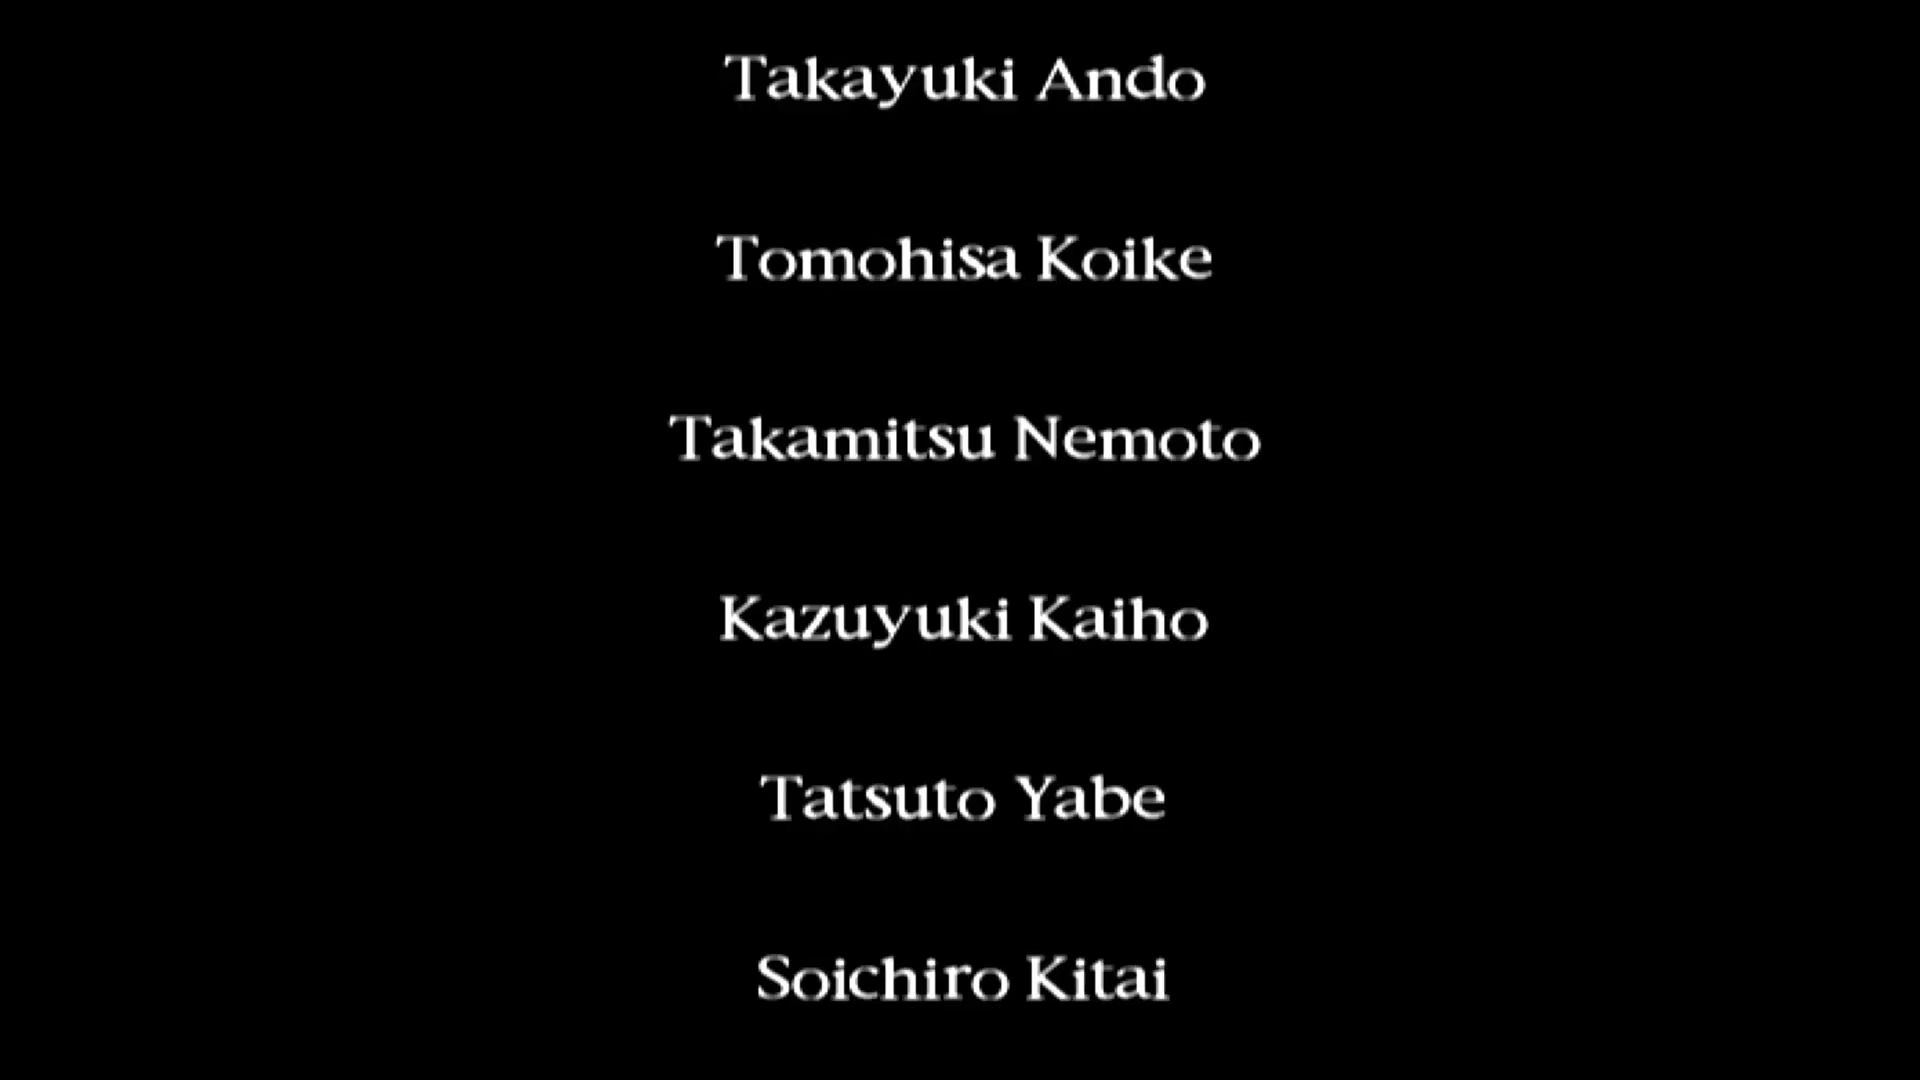 Takayuki Ando
Tomohisa Koike
Takamitsu Nemoto
Kazuyuki Kaiho
Tatsuto Yabe
Soichiro Kitai